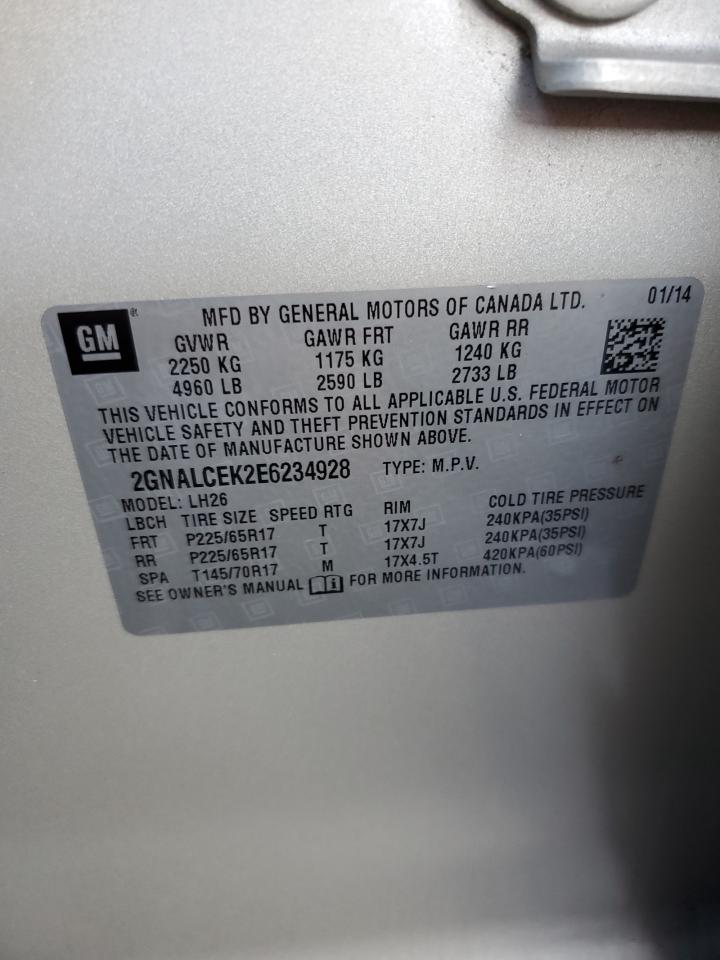 GM ® MFD BY GENERAL MOTORS OF CANADA LTD. 01/14
GVWR GAWR FRT GAWR RR
2250 KG 1175 KG 1240 KG
4960 LB 2590 LB 2733 LB
THIS VEHICLE CONFORMS TO ALL APPLICABLE U.S. FEDERAL MOTOR
VEHICLE SAFETY AND THEFT PREVENTION STANDARDS IN EFFECT ON
THE DATE OF MANUFACTURE SHOWN ABOVE.
2GNALCEK2E6234928 TYPE: M.P.V.
MODEL: LH26
LBCH TIRE SIZE SPEED RTG RIM COLD TIRE PRESSURE
FRT P225/65R17 T 17X7J 240KPA(35PSI)
RR P225/65R17 T 17X7J 240KPA(35PSI)
SPA T145/70R17 M 17X4.5T 420KPA(60PSI)
SEE OWNER'S MANUAL FOR MORE INFORMATION.